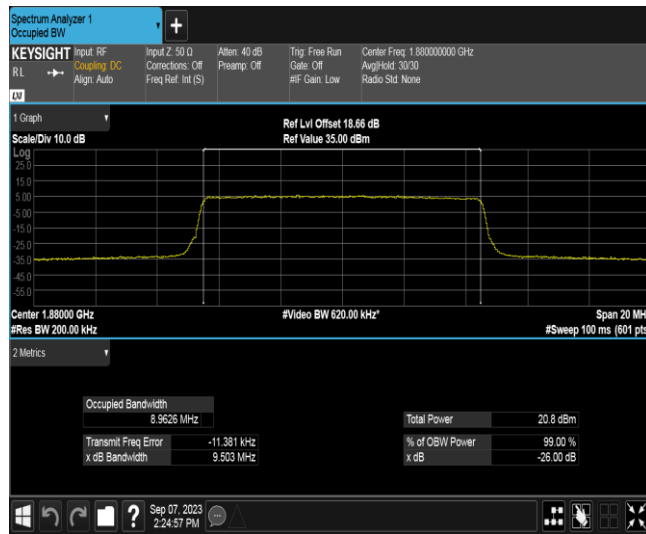 Spectrum Analyzer 1
Occupied BW
+
KEYSIGHT
RL
LXI
Input: RF
Coupling: DC
Align: Auto
Input Z: 50 Ω
Corrections: Off
Freq Ref: Int (S)
Atten: 40 dB
Preamp: Off
Trig: Free Run
Gate: Off
#IF Gain: Low
Center Freq: 1.880000000 GHz
Avg|Hold: 30/30
Radio Std: None
1 Graph
Scale/Div 10.0 dB
Ref Lvl Offset 18.66 dB
Ref Value 35.00 dBm
Log
25.0
15.0
5.00
-5.00
-15.0
-25.0
-35.0
-45.0
-55.0
Center 1.88000 GHz
#Res BW 200.00 kHz
#Video BW 620.00 kHz*
Span 20 MH
#Sweep 100 ms (601 pts
2 Metrics
Occupied Bandwidth
8.9626 MHz
Transmit Freq Error -11.381 kHz
x dB Bandwidth 9.503 MHz
Total Power 20.8 dBm
% of OBW Power 99.00 %
x dB -26.00 dB
?
Sep 07, 2023
2:24:57 PM